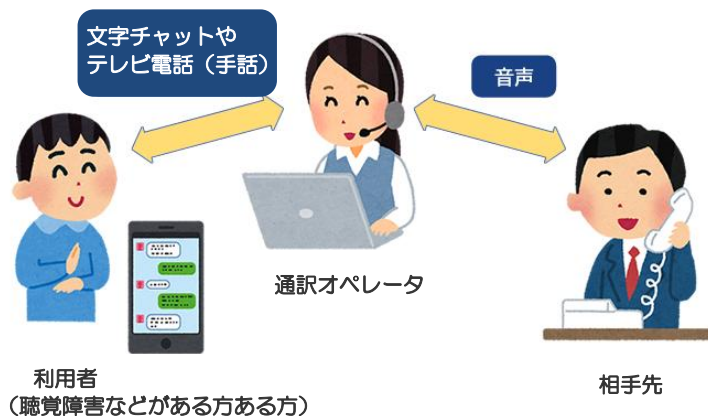 文字チャットや
テレビ電話（手話）
音声
通訳オペレータ
利用者
（聴覚障害などがある方ある方）
相手先